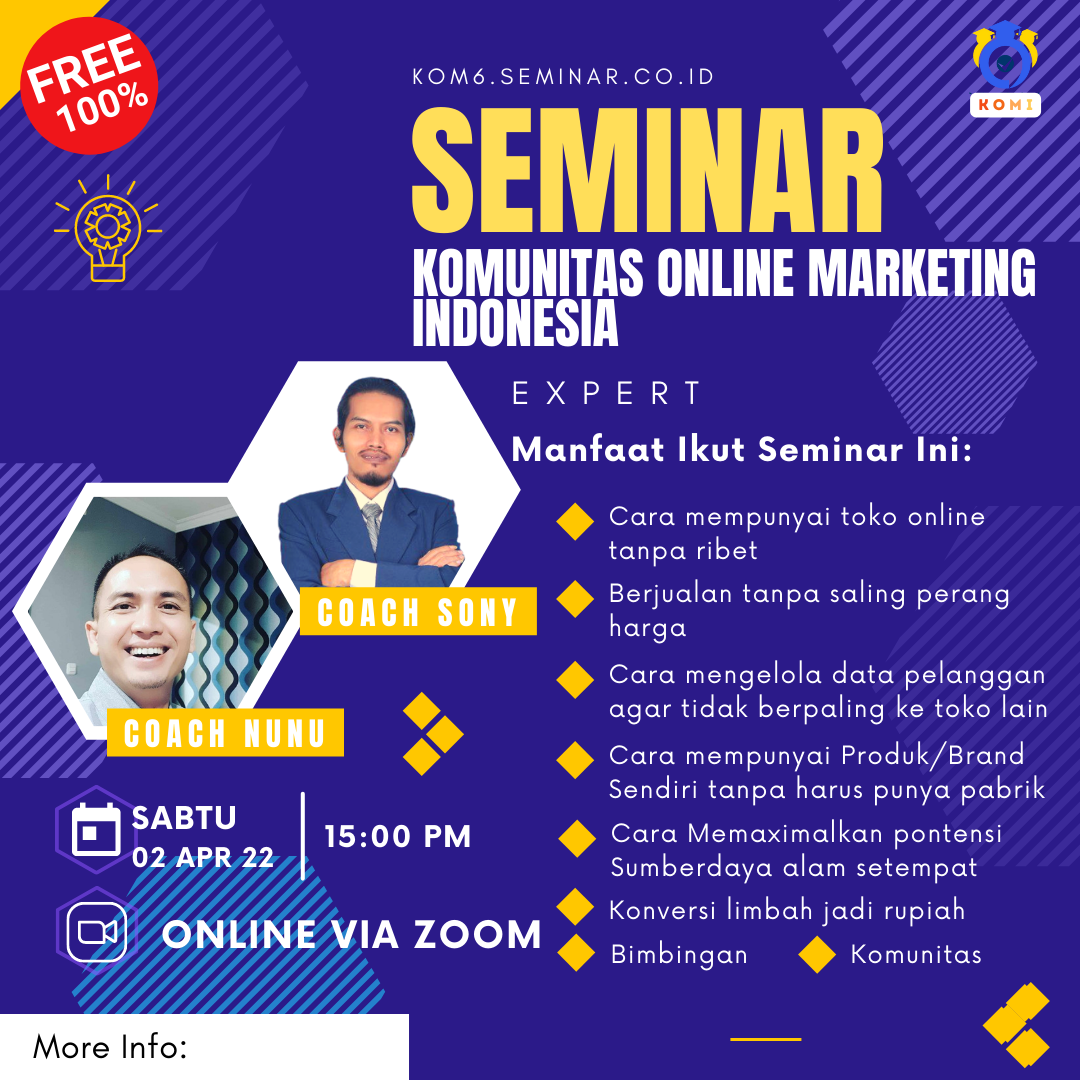 FREE
100%
KOM6.SEMINAR.CO.ID
KOMI
SEMINAR
KOMUNITAS ONLINE MARKETING
INDONESIA
EXPERT
Manfaat Ikut Seminar Ini:
Cara mempunyai toko online
tanpa ribet
Berjualan tanpa saling perang
harga
Cara mengelola data pelanggan
agar tidak berpaling ke toko lain
Cara mempunyai Produk/Brand
Sendiri tanpa harus punya pabrik
Cara Memaximalkan pontensi
Sumberdaya alam setempat
Konversi limbah jadi rupiah
Bimbingan
Komunitas
COACH SONY
COACH NUNU
SABTU
02 APR 22
15:00 PM
ONLINE VIA ZOOM
More Info: